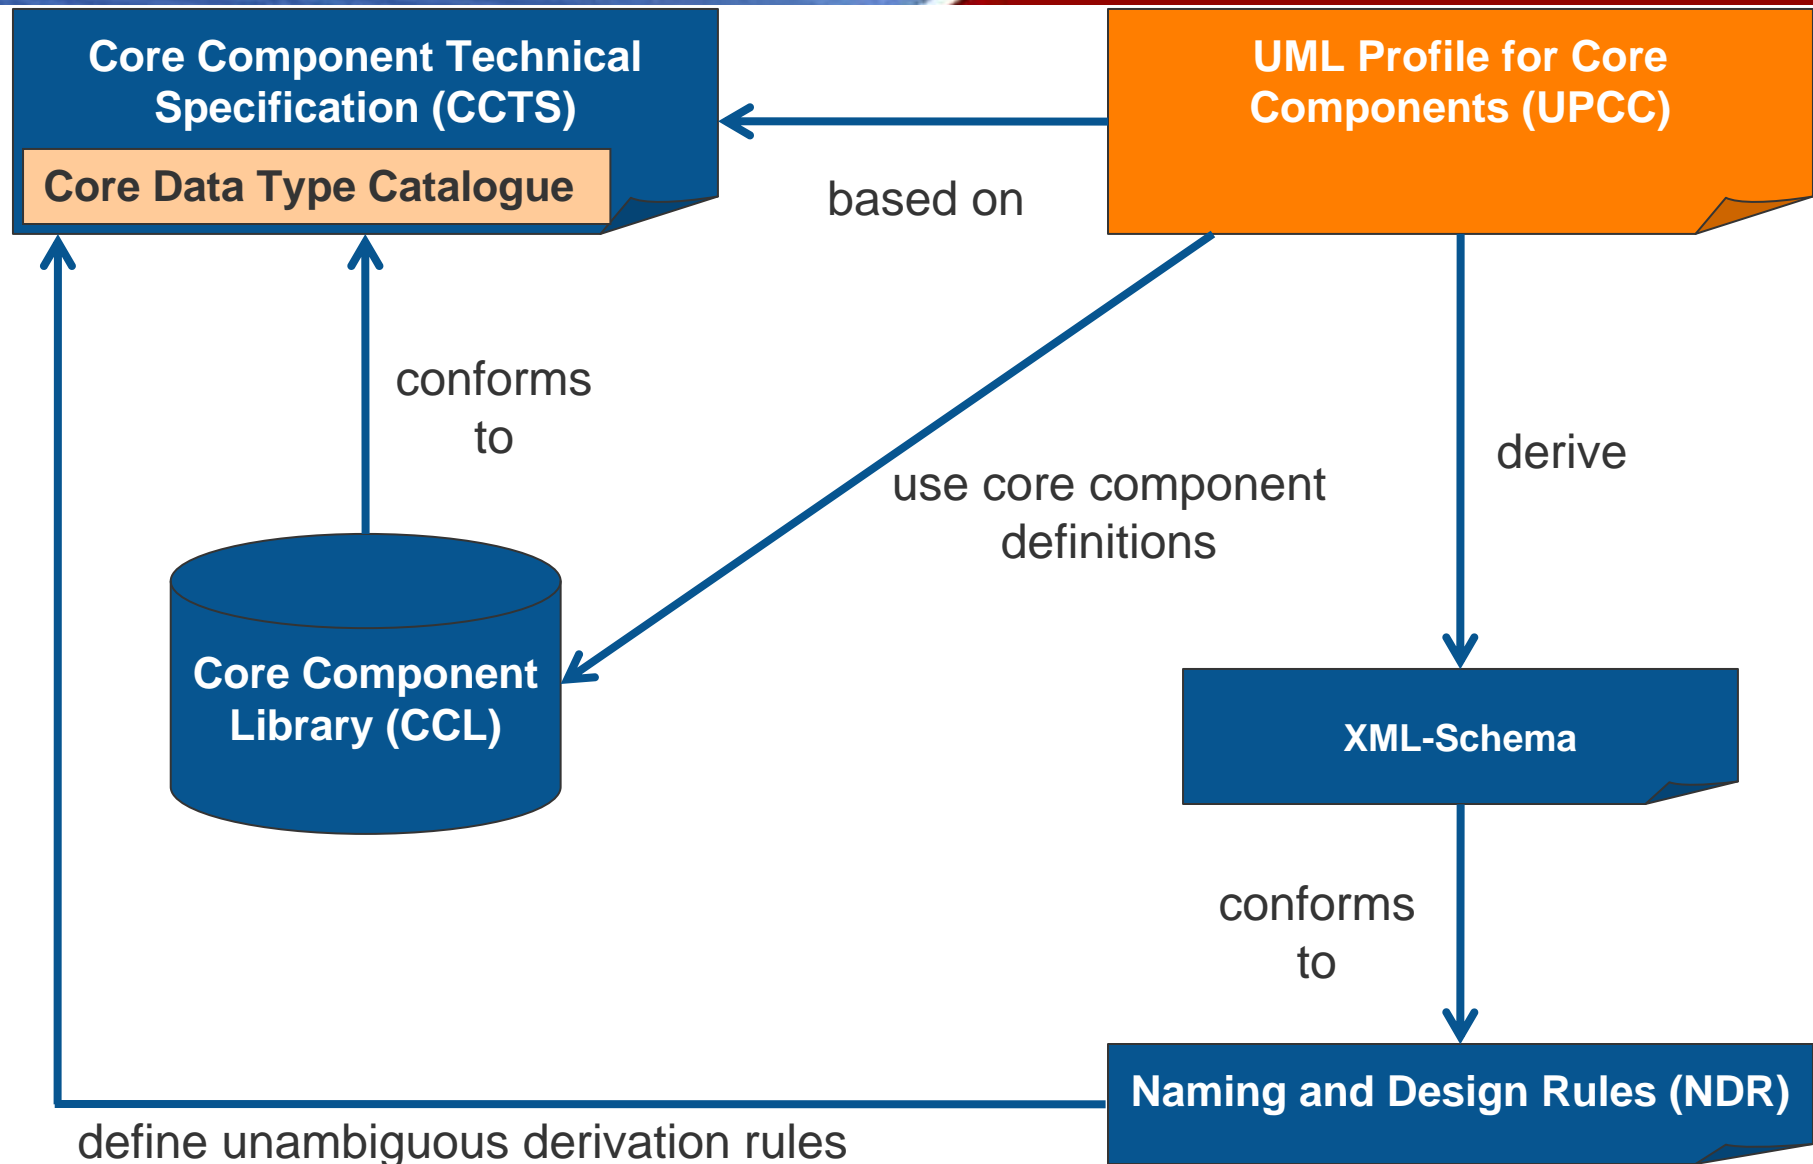 Core Component Technical
Specification (CCTS)
Core Data Type Catalogue
UML Profile for Core
Components (UPCC)
based on
conforms
to
use core component
definitions
derive
Core Component
Library (CCL)
XML-Schema
conforms
to
Naming and Design Rules (NDR)
define unambiguous derivation rules